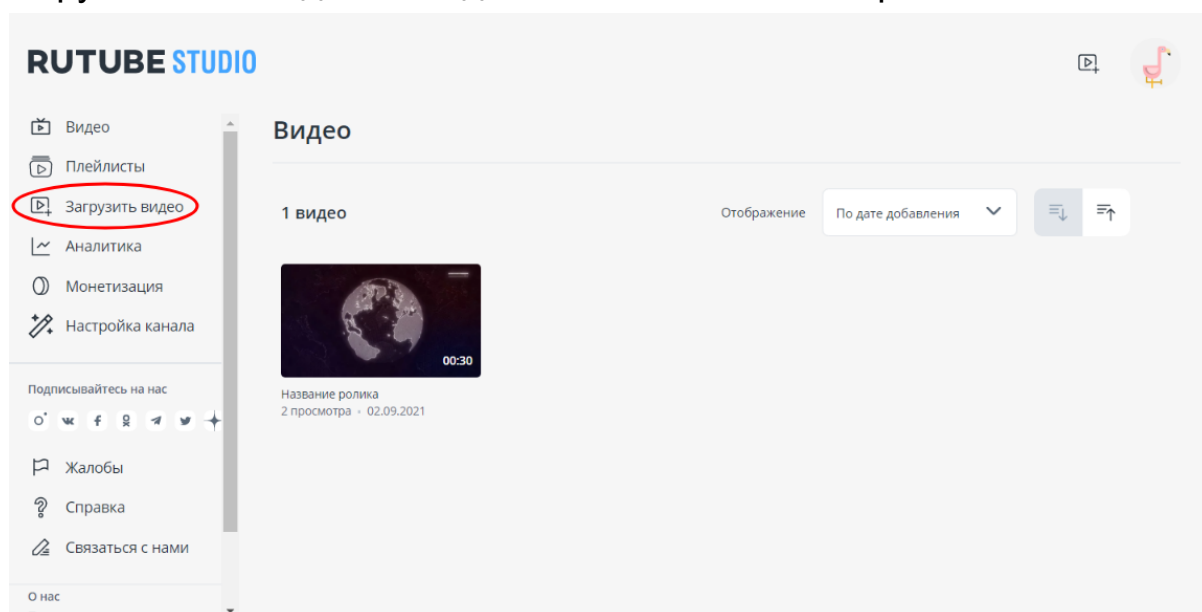 RUTUBE STUDIO
Видео
Плейлисты
Загрузить видео
Аналитика
Монетизация
Настройка канала
Подписывайтесь на нас
Жалобы
Справка
Связаться с нами
О нас
Видео
1 видео
Отображение
По дате добавления
00:30
Название ролика
2 просмотра • 02.09.2021